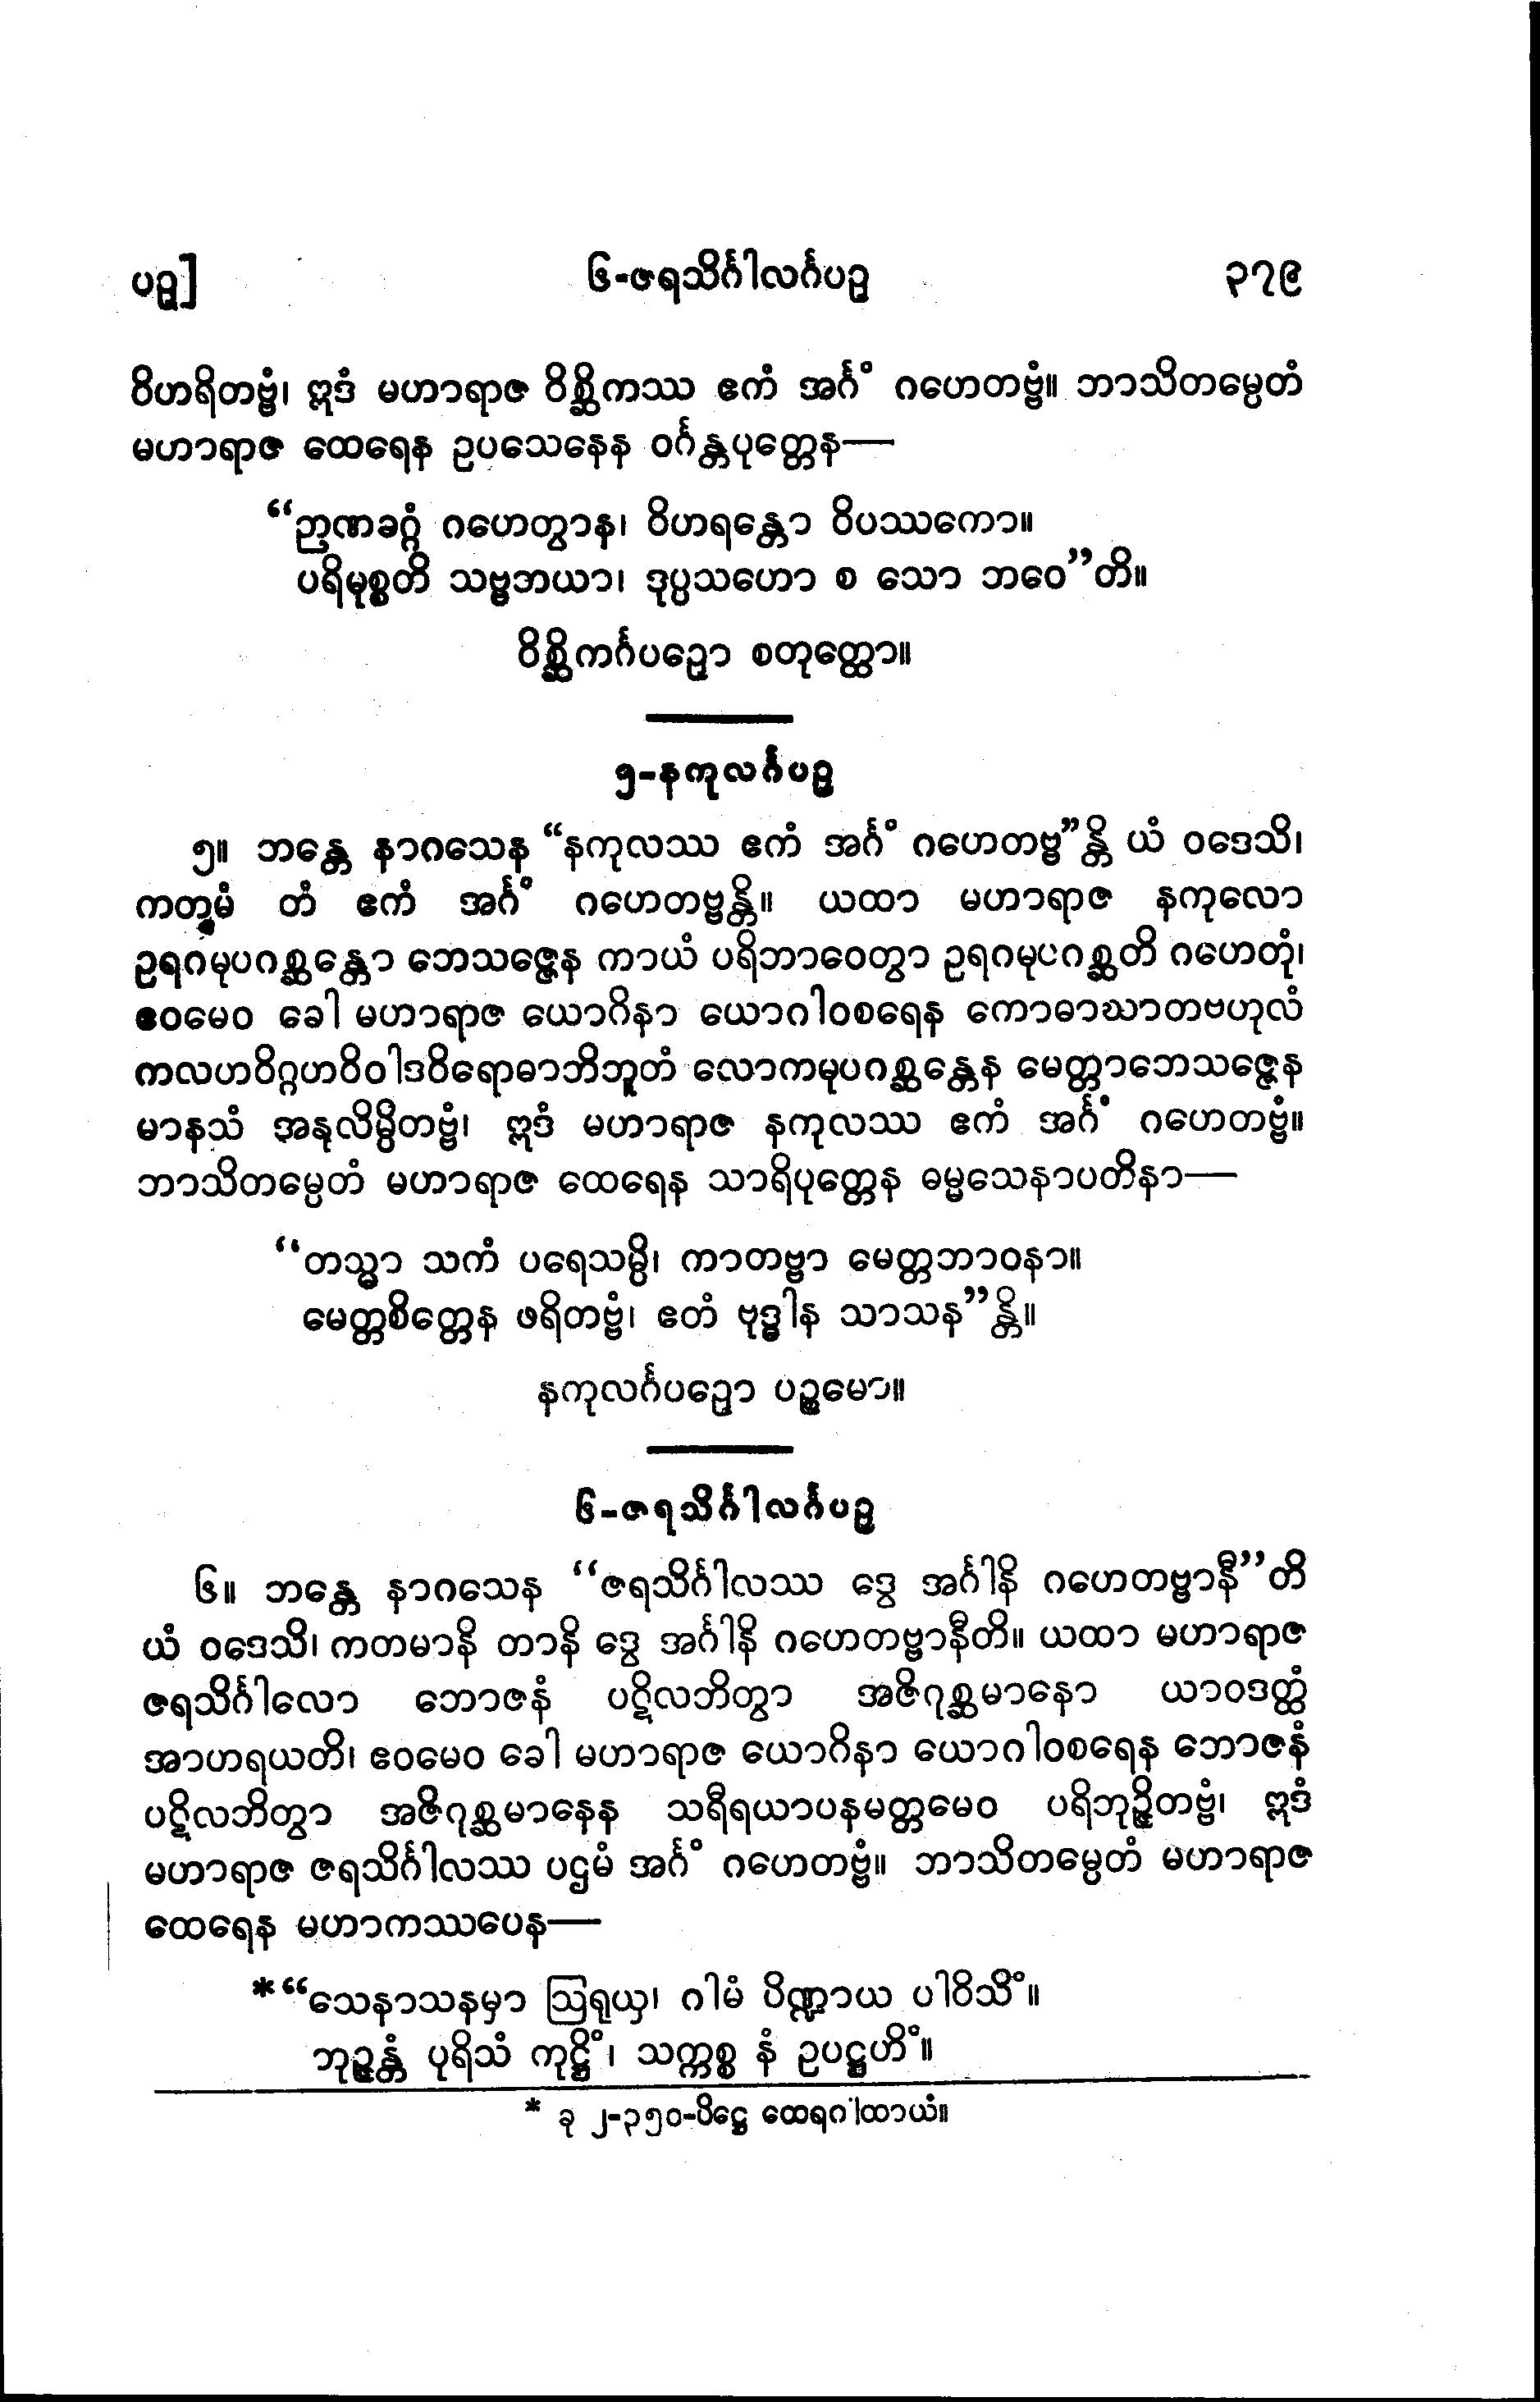 ပဉှ]
၆-ဇရသိင်္ဂါလင်္ဂပဉှ
၃၇၉
ဝိဟရိတဗ္ဗံ၊ ဣဒံ မဟာရာဇ ဝိစ္ဆိကဿ ဧကံ အင်္ဂံ ဂဟေတဗ္ဗံ။ ဘာသိတမ္ပေတံ
မဟာရာဇ ထေရေန ဥပသေနေန ဝင်္ဂန္တပုတ္တေန—
“ဉာဏခဂ္ဂံ ဂဟေတွာန၊ ဝိဟရန္တော ဝိပဿကော။
ပရိမုစ္စတိ သဗ္ဗဘယာ၊ ဒုပ္ပသဟော စ သော ဘဝေ”တိ။
ဝိစ္ဆိကင်္ဂပဉှော စတုတ္ထော။
၅-နကုလင်္ဂပဉှ
၅။ ဘန္တေ နာဂသေန “နကုလဿ ဧကံ အင်္ဂံ ဂဟေတဗ္ဗ”န္တိ ယံ ဝဒေသိ၊
ကတမံ တံ ဧကံ အင်္ဂံ ဂဟေတဗ္ဗန္တိ။ ယထာ မဟာရာဇ နကုလော
ဥရဂမုပဂစ္ဆန္တော ဘေသဇ္ဇေန ကာယံ ပရိဘာဝေတွာ ဥရဂမုပဂစ္ဆတိ ဂဟေတုံ၊
ဧဝမေဝ ခေါ မဟာရာဇ ယောဂိနာ ယောဂါဝစရေန ကောဓာဃာတဗဟုလံ
ကလဟဝိဂ္ဂဟဝိဝါဒဝိရောဓာဘိဘူတံ လောကမုပဂစ္ဆန္တေန မေတ္တာဘေသဇ္ဇေန
မာနသံ အနုလိမ္ပိတဗ္ဗံ၊ ဣဒံ မဟာရာဇ နကုလဿ ဧကံ အင်္ဂံ ဂဟေတဗ္ဗံ။
ဘာသိတမ္ပေတံ မဟာရာဇ ထေရေန သာရိပုတ္တေန ဓမ္မသေနာပတိနာ—
“တသ္မာ သကံ ပရေသမ္ပိ၊ ကာတဗ္ဗာ မေတ္တဘာဝနာ။
မေတ္တစိတ္တေန ဖရိတဗ္ဗံ၊ ဧတံ ဗုဒ္ဓါန သာသန”န္တိ။
နကုလင်္ဂပဉှော ပဉ္စမော။
၆-ဇရသိင်္ဂါလင်္ဂပဉှ
၆။ ဘန္တေ နာဂသေန “ဇရသိင်္ဂါလဿ ဒွေ အင်္ဂါနိ ဂဟေတဗ္ဗာနီ”တိ
ယံ ဝဒေသိ၊ ကတမာနိ တာနိ ဒွေ အင်္ဂါနိ ဂဟေတဗ္ဗာနီတိ။ ယထာ မဟာရာဇ
ဇရသိင်္ဂါလော ဘောဇနံ ပဋိလဘိတွာ အဇိဂုစ္ဆမာနော ယာဝဒတ္ထံ
အာဟရယတိ၊ ဧဝမေဝ ခေါ မဟာရာဇ ယောဂိနာ ယောဂါဝစရေန ဘောဇနံ
ပဋိလဘိတွာ အဇိဂုစ္ဆမာနေန သရီရယာပနမတ္တမေဝ ပရိဘုဉ္ဇိတဗ္ဗံ၊ ဣဒံ
မဟာရာဇ ဇရသိင်္ဂါလဿ ပဌမံ အင်္ဂံ ဂဟေတဗ္ဗံ။ ဘာသိတမ္ပေတံ မဟာရာဇ
ထေရေန မဟာကဿပေန—
*“သေနာသနမှာ ဩရုယှ၊ ဂါမံ ပိဏ္ဍာယ ပါဝိသိံ။
ဘုဉ္ဇန္တံ ပုရိသံ ကုဋ္ဌိံ၊ သက္ကစ္စ နံ ဥပဋ္ဌဟိံ။
* ခု ၂-၃၅၀-ပိဋ္ဌေ ထေရဂါထာယံ။